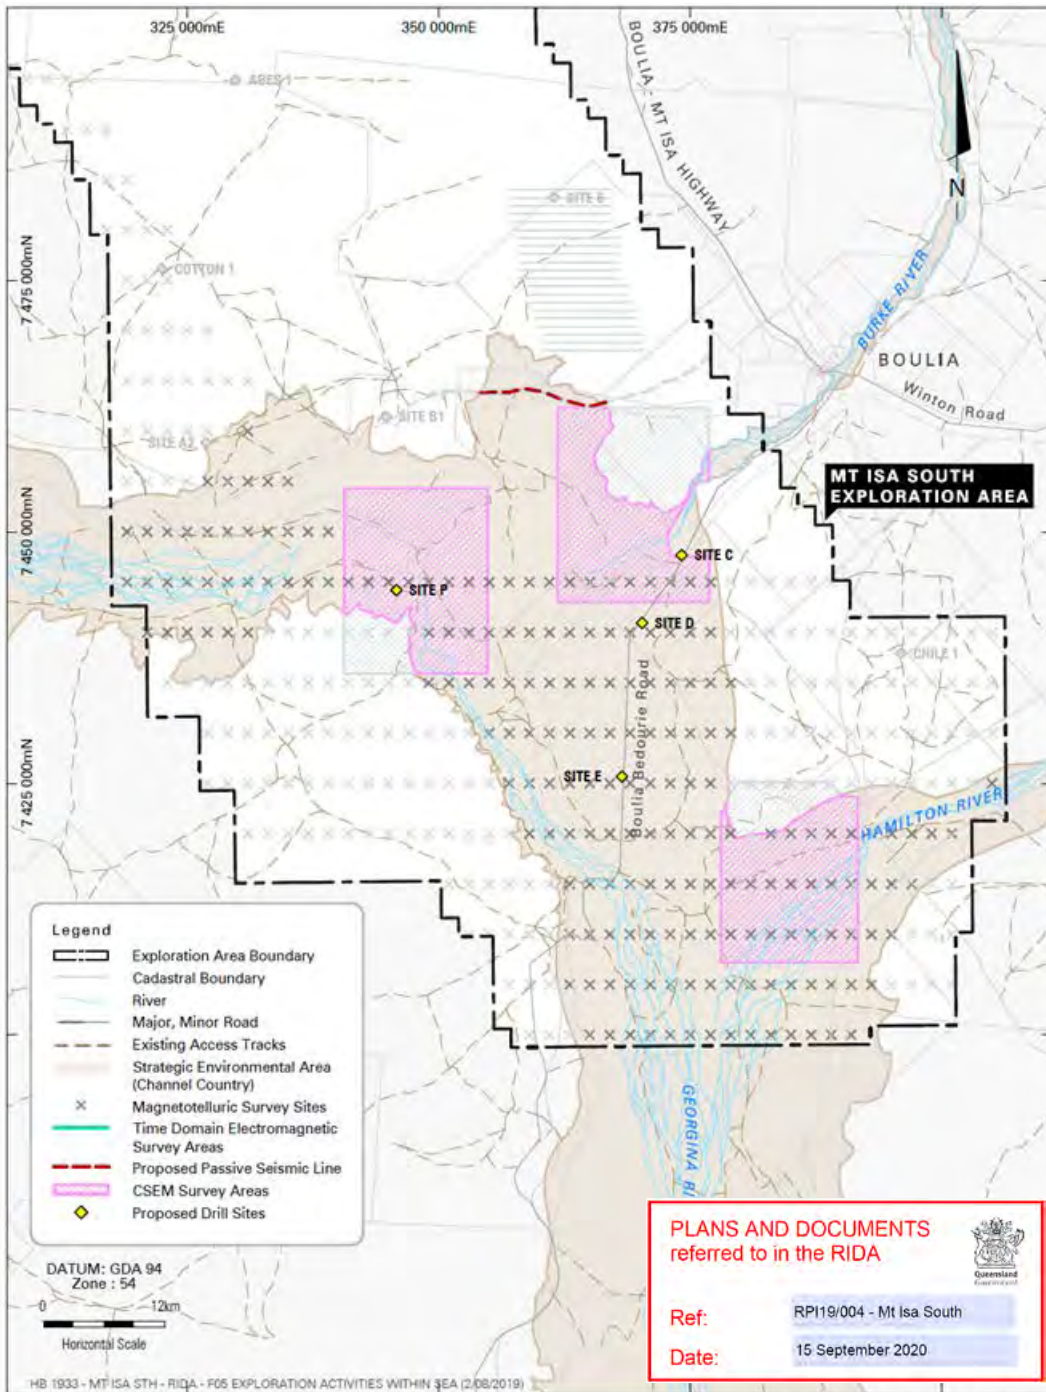 325 000mE
350 000mE
375 000mE
BOULIA - MT ISA HIGHWAY
ABES 1
N
SITE 6
COTTON 1
7 475 000mN
BURKE RIVER
BOULIA
Winton Road
SITE B1
SITE A2
MT ISA SOUTH
EXPLORATION AREA
7 450 000mN
SITE C
SITE P
SITE D
CHILE 1
Boulia Bedourie Road
SITE E
7 425 000mN
HAMILTON RIVER
GEORGINA RI
Legend
Exploration Area Boundary
Cadastral Boundary
River
Major, Minor Road
Existing Access Tracks
Strategic Environmental Area
(Channel Country)
Magnetotelluric Survey Sites
Time Domain Electromagnetic
Survey Areas
Proposed Passive Seismic Line
CSEM Survey Areas
Proposed Drill Sites
DATUM: GDA 94
Zone : 54
0 12km
Horizontal Scale
PLANS AND DOCUMENTS
referred to in the RIDA
Queensland
Government
Ref: RPI19/004 - Mt Isa South
Date: 15 September 2020
HB 1933 - MT ISA STH - RIDA - F05 EXPLORATION ACTIVITIES WITHIN SEA (2/08/2019)